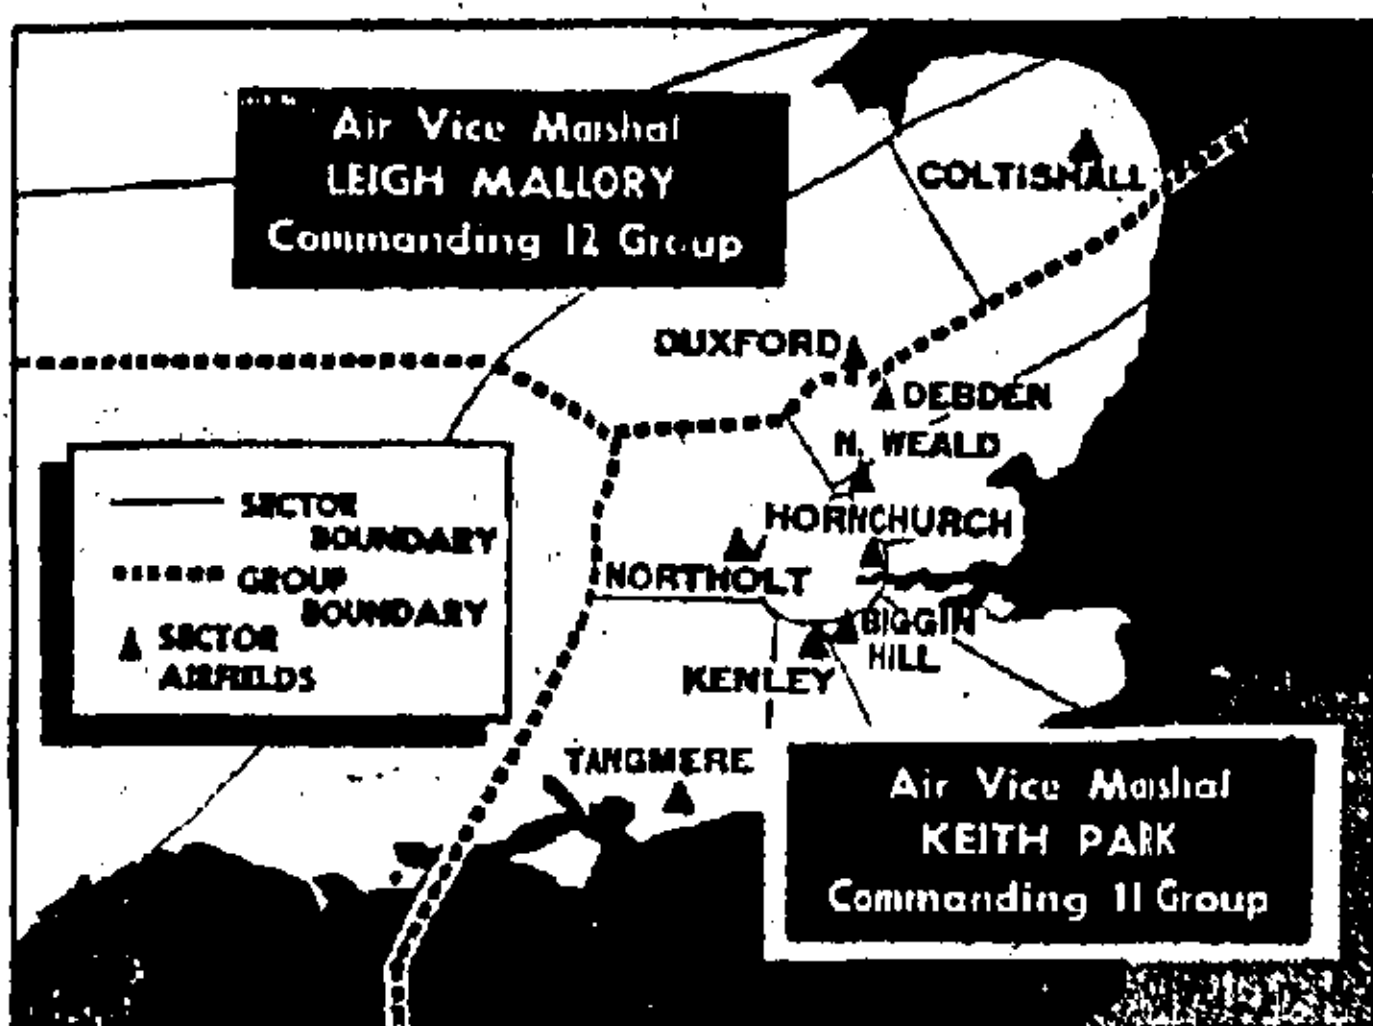 Air Vice Marshal
LEIGH MALLORY
Commanding 12 Group
COLTISHALL
DUXFORD
DEBDEN
N. WEALD
HORNCHURCH
NORTHOLT
BIGGIN
HILL
KENLEY
TANGMERE
SECTOR
BOUNDARY
GROUP
BOUNDARY
SECTOR
AIRFIELDS
Air Vice Marshal
KEITH PARK
Commanding 11 Group